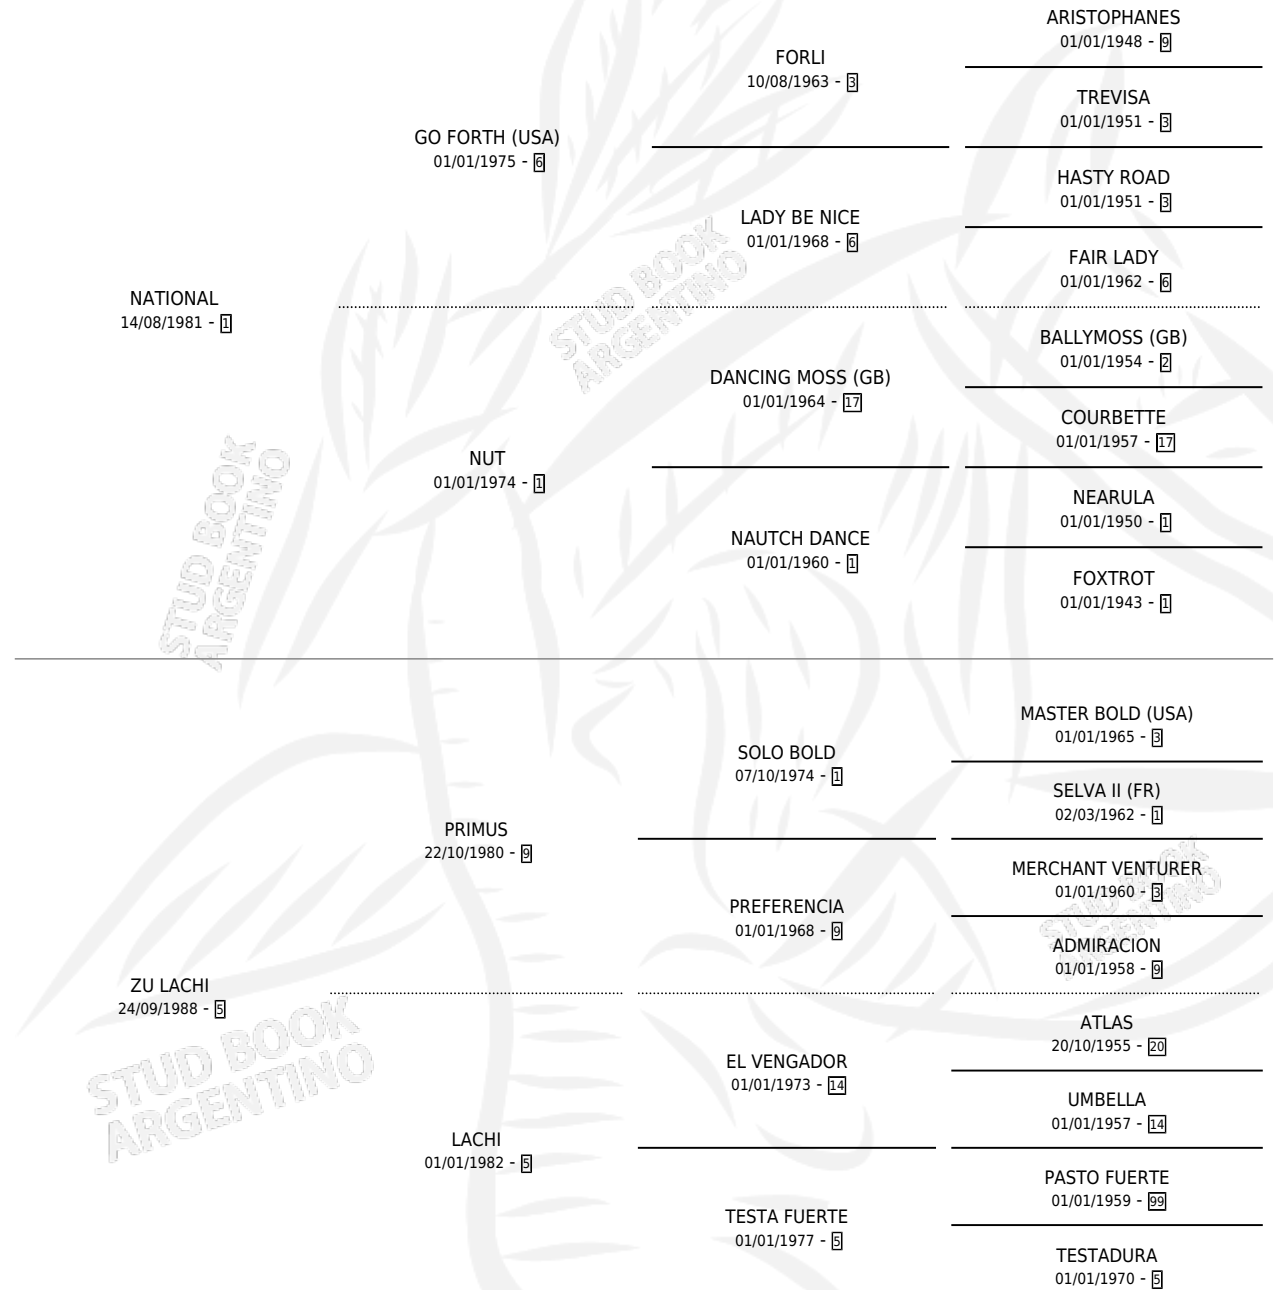 ARISTOPHANES
01/01/1948 - 9
FORLI
10/08/1963 - 3
TREVISA
01/01/1951 - 3
GO FORTH (USA)
01/01/1975 - 6
HASTY ROAD
01/01/1951 - 3
LADY BE NICE
01/01/1968 - 6
FAIR LADY
01/01/1962 - 6
NATIONAL
14/08/1981 - 1
BALLYMOSS (GB)
01/01/1954 - 2
DANCING MOSS (GB)
01/01/1964 - 17
COURBETTE
01/01/1957 - 17
NUT
01/01/1974 - 1
NEARULA
01/01/1950 - 1
NAUTCH DANCE
01/01/1960 - 1
FOXTROT
01/01/1943 - 1
STUD BOOK
ARGENTINO
STUD BOOK
ARGENTINO
MASTER BOLD (USA)
01/01/1965 - 3
SOLO BOLD
07/10/1974 - 1
SELVA II (FR)
02/03/1962 - 1
PRIMUS
22/10/1980 - 9
MERCHANT VENTURER
01/01/1960 - 3
PREFERENCIA
01/01/1968 - 9
ADMIRACION
01/01/1958 - 9
ZU LACHI
24/09/1988 - 5
ATLAS
20/10/1955 - 20
EL VENGADOR
01/01/1973 - 14
UMBELLA
01/01/1957 - 14
LACHI
01/01/1982 - 5
PASTO FUERTE
01/01/1959 - 99
TESTA FUERTE
01/01/1977 - 5
TESTADURA
01/01/1970 - 5
STUD BOOK
ARGENTINO
STUD BOOK
ARGENTINO